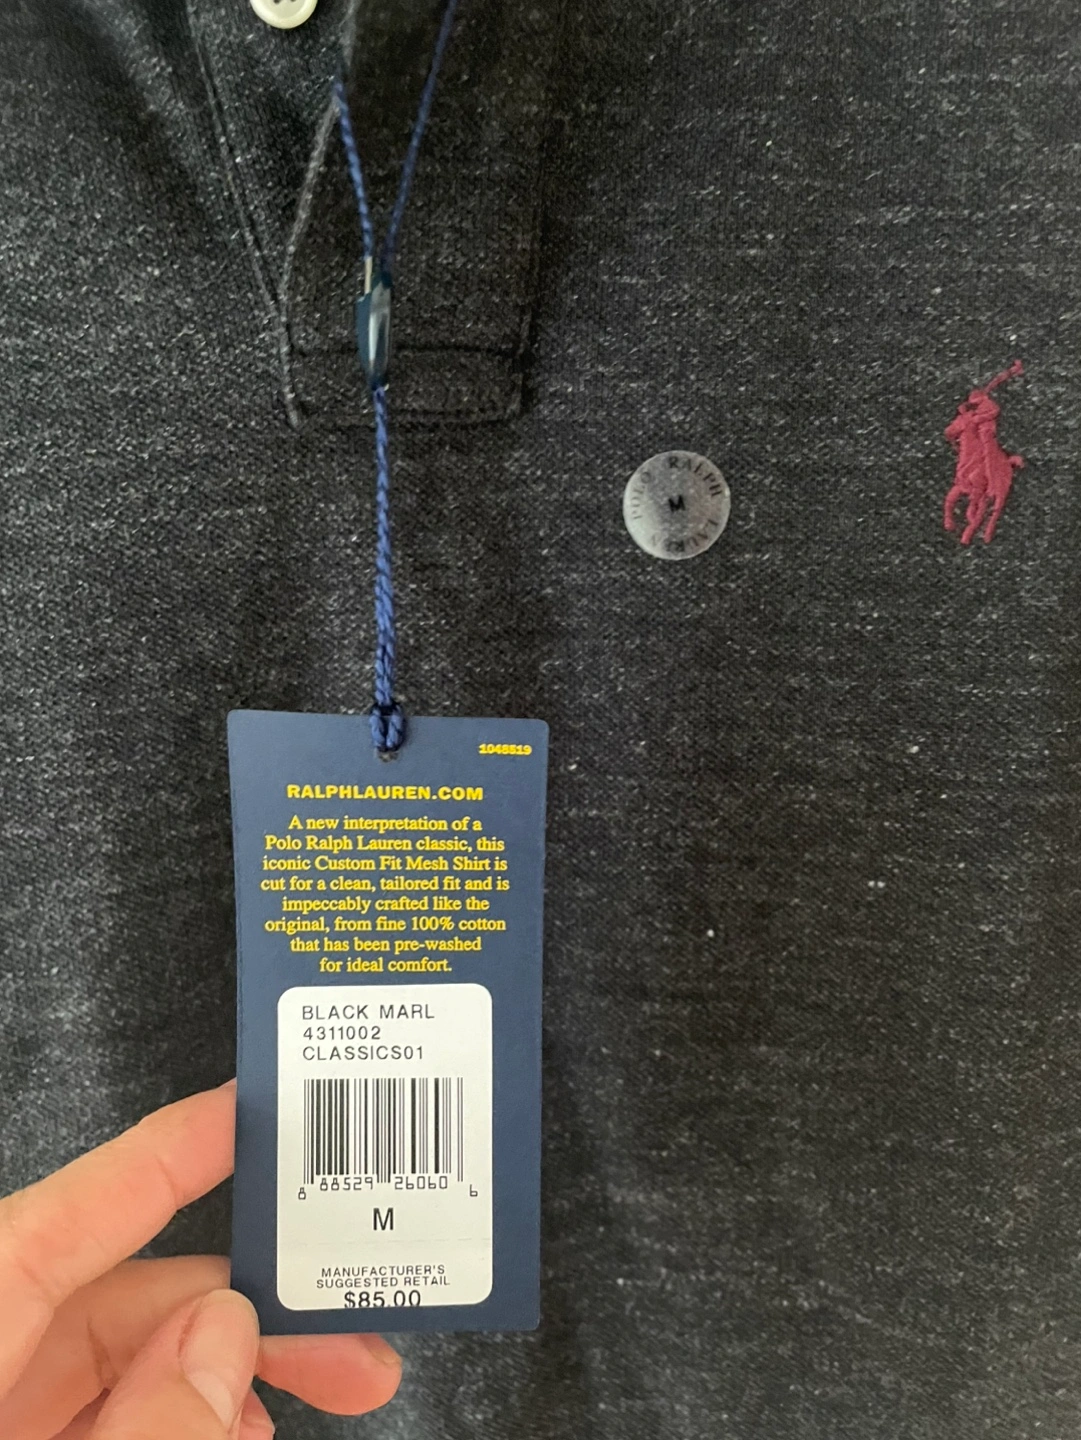 POLO RALPH LAUREN
M
1048519
RALPHLAUREN.COM
A new interpretation of a
Polo Ralph Lauren classic, this
iconic Custom Fit Mesh Shirt is
cut for a clean, tailored fit and is
impeccably crafted like the
original, from fine 100% cotton
that has been pre-washed
for ideal comfort.
BLACK MARL
4311002
CLASSICS01
8 88529 26060 6
M
MANUFACTURER'S
SUGGESTED RETAIL
$85.00